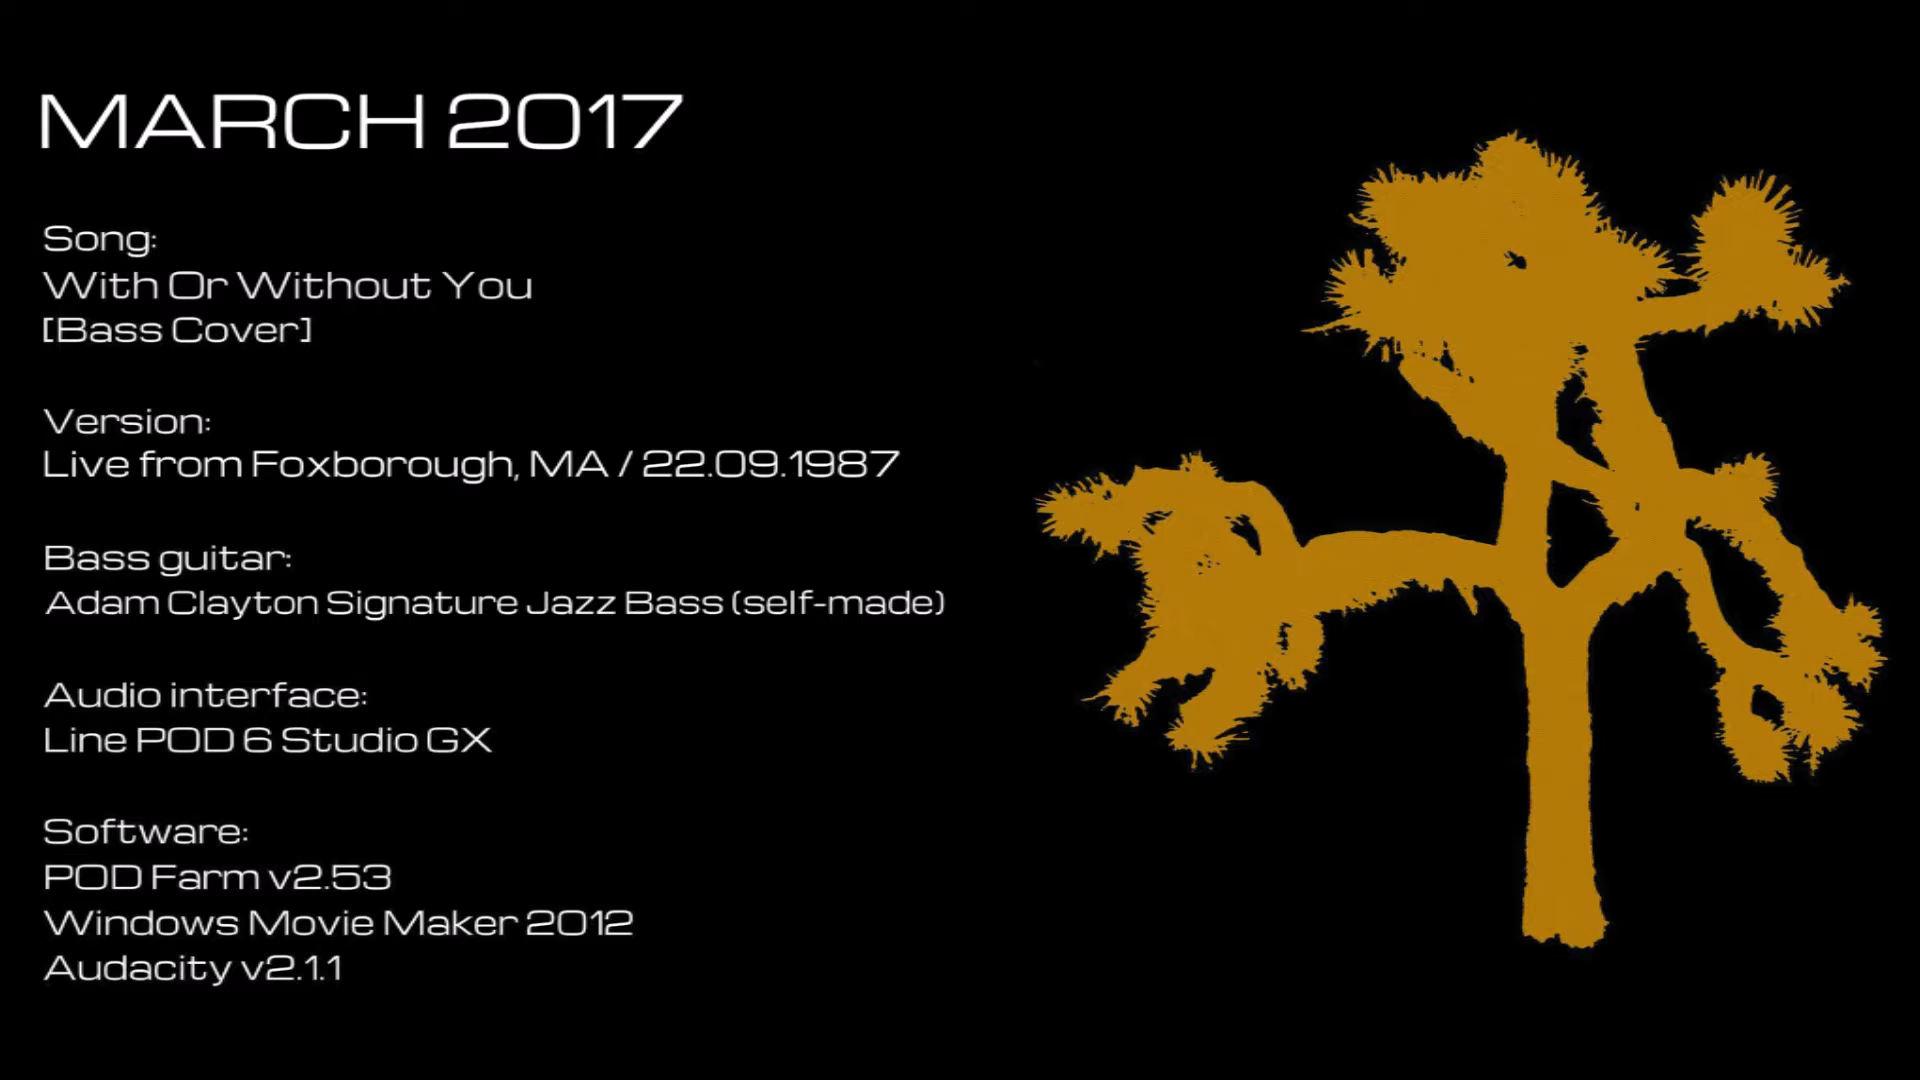 MARCH 2017
Song:
With Or Without You
[Bass Cover]
Version:
Live from Foxborough, MA / 22.09.1987
Bass guitar:
Adam Clayton Signature Jazz Bass (self-made)
Audio interface:
Line POD 6 Studio GX
Software:
POD Farm v2.53
Windows Movie Maker 2012
Audacity v2.1.1